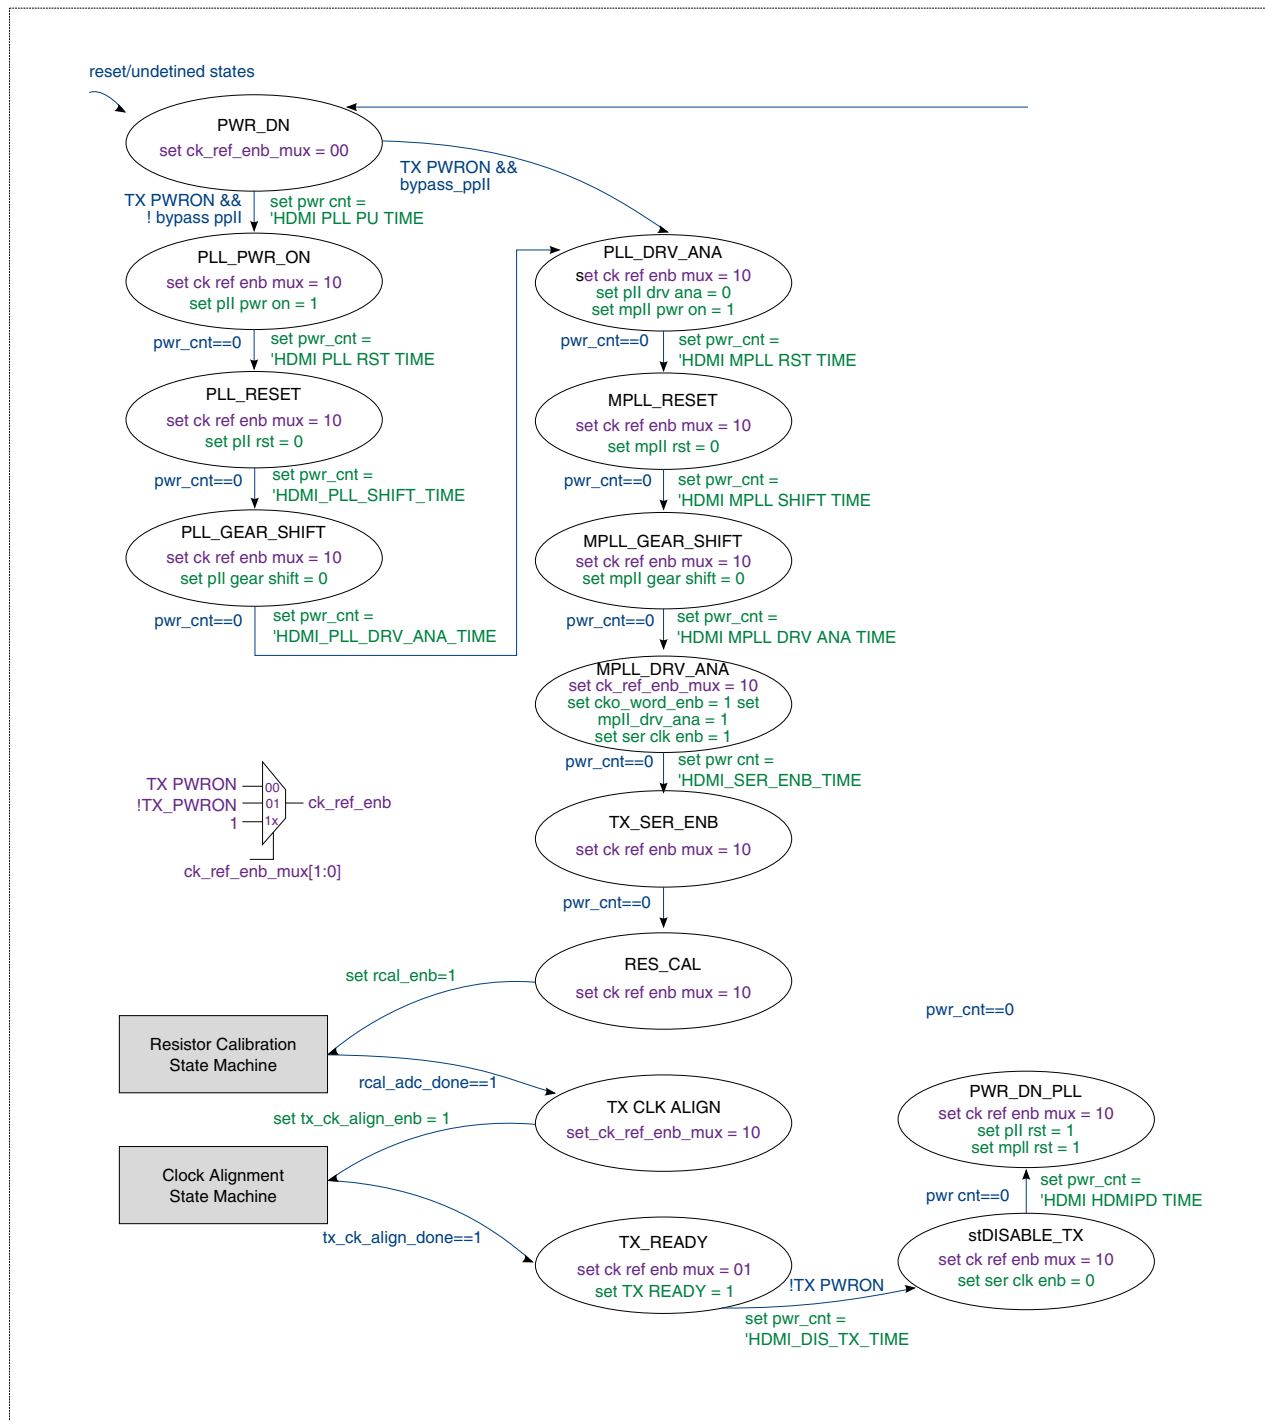 reset/undetined states
PWR_DN
set ck_ref_enb_mux = 00
TX PWRON &&
bypass_ppII
TX PWRON &&
! bypass ppII
set pwr cnt =
'HDMI PLL PU TIME
PLL_PWR_ON
set ck ref enb mux = 10
set pll pwr on = 1
pwr_cnt==0
set pwr_cnt =
'HDMI PLL RST TIME
PLL_RESET
set ck ref enb mux = 10
set pll rst = 0
pwr_cnt==0
set pwr_cnt =
'HDMI_PLL_SHIFT_TIME
PLL_GEAR_SHIFT
set ck ref enb mux = 10
set pll gear shift = 0
pwr_cnt==0
set pwr_cnt =
'HDMI_PLL_DRV_ANA_TIME
PLL_DRV_ANA
set ck ref enb mux = 10
set pll drv ana = 0
set mpll pwr on = 1
pwr_cnt==0
set pwr_cnt =
'HDMI MPLL RST TIME
MPLL_RESET
set ck ref enb mux = 10
set mpll rst = 0
pwr_cnt==0
set pwr_cnt =
'HDMI MPLL SHIFT TIME
MPLL_GEAR_SHIFT
set ck ref enb mux = 10
set mpll gear shift = 0
pwr_cnt==0
set pwr_cnt =
'HDMI MPLL DRV ANA TIME
MPLL_DRV_ANA
set ck_ref_enb_mux = 10
set cko_word_enb = 1 set
mpll_drv_ana = 1
set ser clk enb = 1
pwr_cnt==0
set pwr cnt =
'HDMI_SER_ENB_TIME
TX PWRON
!TX_PWRON
1
00
01
1x
ck_ref_enb
ck_ref_enb_mux[1:0]
TX_SER_ENB
set ck ref enb mux = 10
pwr_cnt==0
RES_CAL
set ck ref enb mux = 10
set rcal_enb=1
Resistor Calibration
State Machine
rcal_adc_done==1
TX CLK ALIGN
set_ck_ref_enb_mux = 10
set tx_ck_align_enb = 1
Clock Alignment
State Machine
tx_ck_align_done==1
TX_READY
set ck ref enb mux = 01
set TX READY = 1
!TX PWRON
set pwr_cnt =
'HDMI_DIS_TX_TIME
pwr_cnt==0
PWR_DN_PLL
set ck ref enb mux = 10
set pll rst = 1
set mpll rst = 1
pwr cnt==0
set pwr_cnt =
'HDMI HDMIPD TIME
stDISABLE_TX
set ck ref enb mux = 10
set ser clk enb = 0